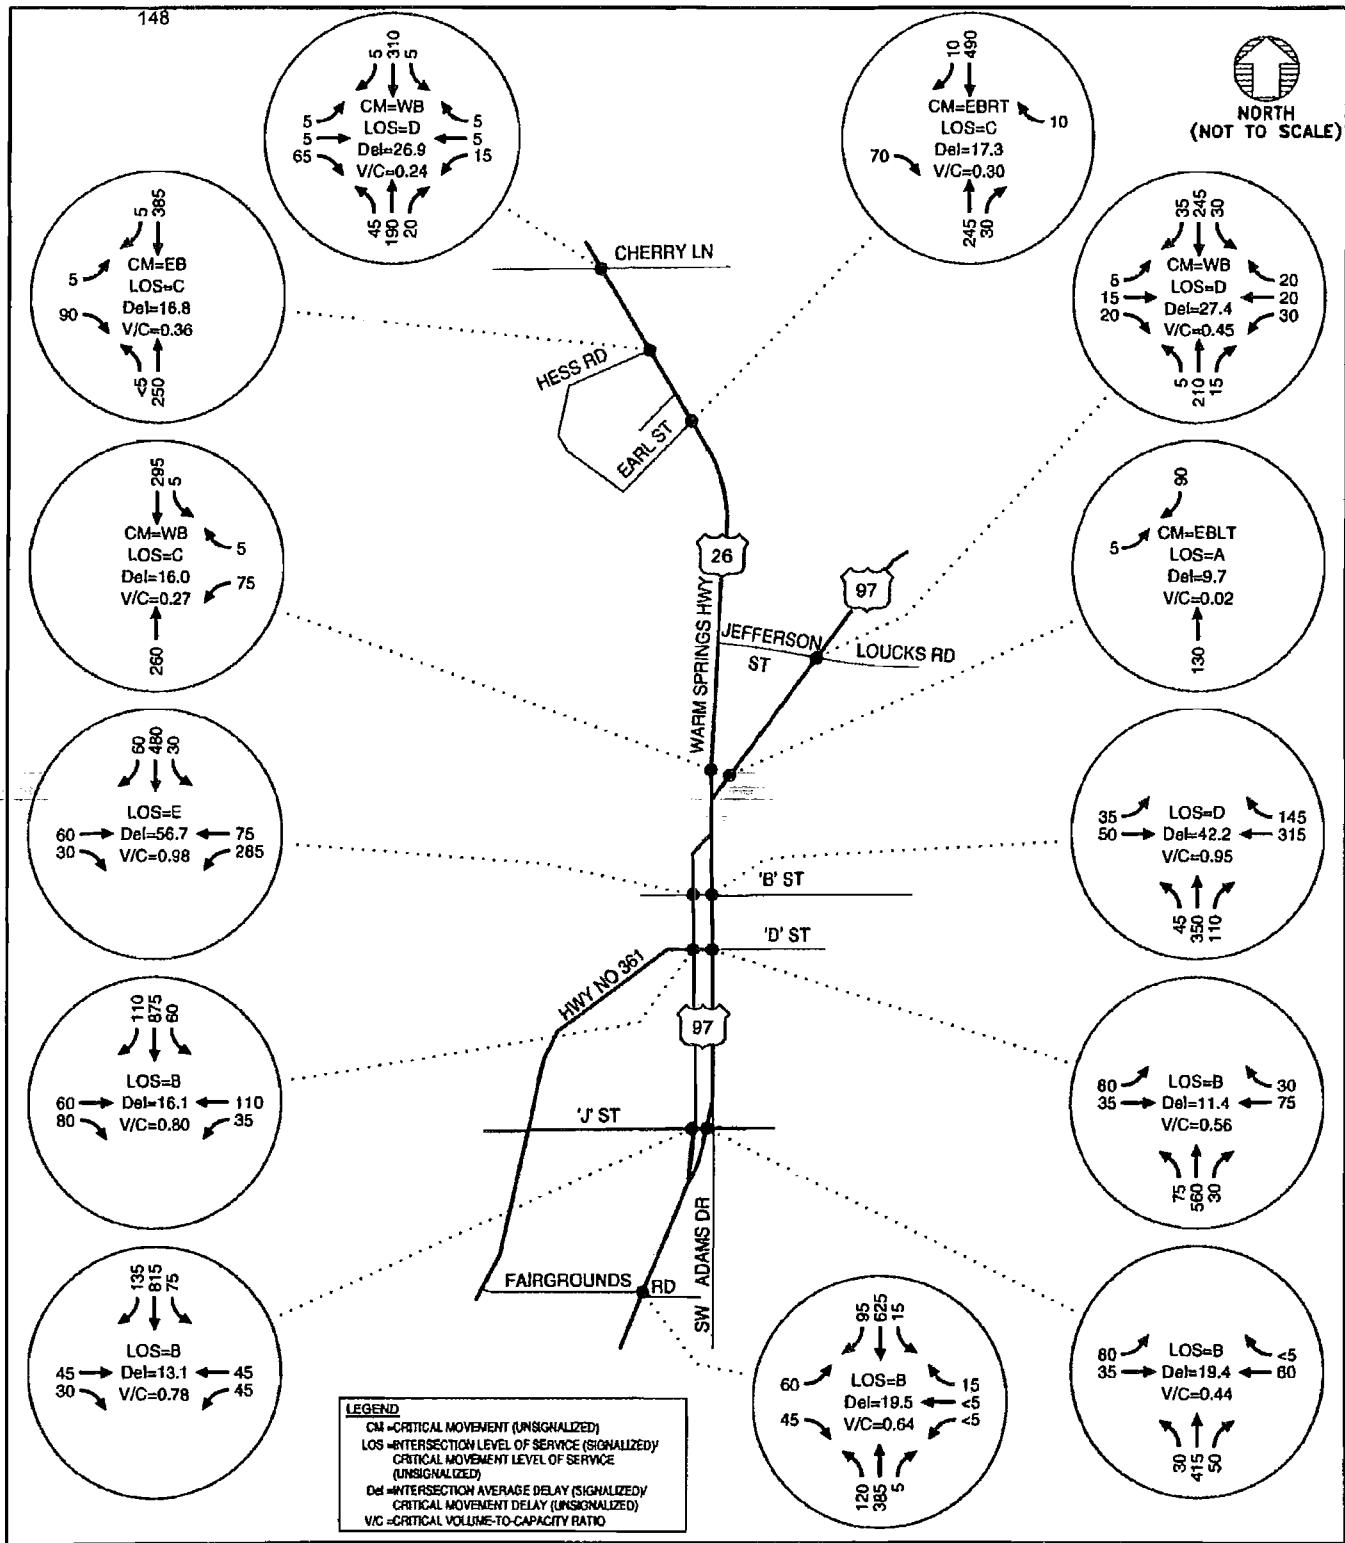 148
5 310 5
CM=WB
LOS=D
Del=26.9
V/C=0.24
5
5
65
5
5
15
45 190 20
10 490
CM=EBRT
LOS=C
Del=17.3
V/C=0.30
10
70
245 30
NORTH
(NOT TO SCALE)
5 385
CM=EB
LOS=C
Del=16.8
V/C=0.36
5
90
<5 250
35 245 30
CM=WB
LOS=D
Del=27.4
V/C=0.45
5
15
20
20
20
30
5 210 15
CHERRY LN
HESS RD
EARL ST
295 5
CM=WB
LOS=C
Del=16.0
V/C=0.27
5
75
260
90
CM=EBLT
LOS=A
Del=9.7
V/C=0.02
5
130
26
97
WARM SPRINGS HWY
JEFFERSON
ST
LOUCKS RD
60 480 30
LOS=E
Del=56.7
V/C=0.98
60
30
75
285
LOS=D
Del=42.2
V/C=0.95
35
50
145
315
45 350 110
'B' ST
'D' ST
HWY NO 361
97
'J' ST
110 875 60
LOS=B
Del=16.1
V/C=0.80
60
80
110
35
LOS=B
Del=11.4
V/C=0.56
80
35
30
75
75 560 30
135 815 75
LOS=B
Del=13.1
V/C=0.78
45
30
45
45
FAIRGROUNDS RD
SW ADAMS DR
95 625 15
LOS=B
Del=19.5
V/C=0.64
60
45
15
<5
<5
120 385 5
LOS=B
Del=19.4
V/C=0.44
80
35
<5
60
30 415 50
LEGEND
CM =CRITICAL MOVEMENT (UNSIGNALIZED)
LOS =INTERSECTION LEVEL OF SERVICE (SIGNALIZED)/
CRITICAL MOVEMENT LEVEL OF SERVICE
(UNSIGNALIZED)
Del =INTERSECTION AVERAGE DELAY (SIGNALIZED)/
CRITICAL MOVEMENT DELAY (UNSIGNALIZED)
V/C =CRITICAL VOLUME-TO-CAPACITY RATIO